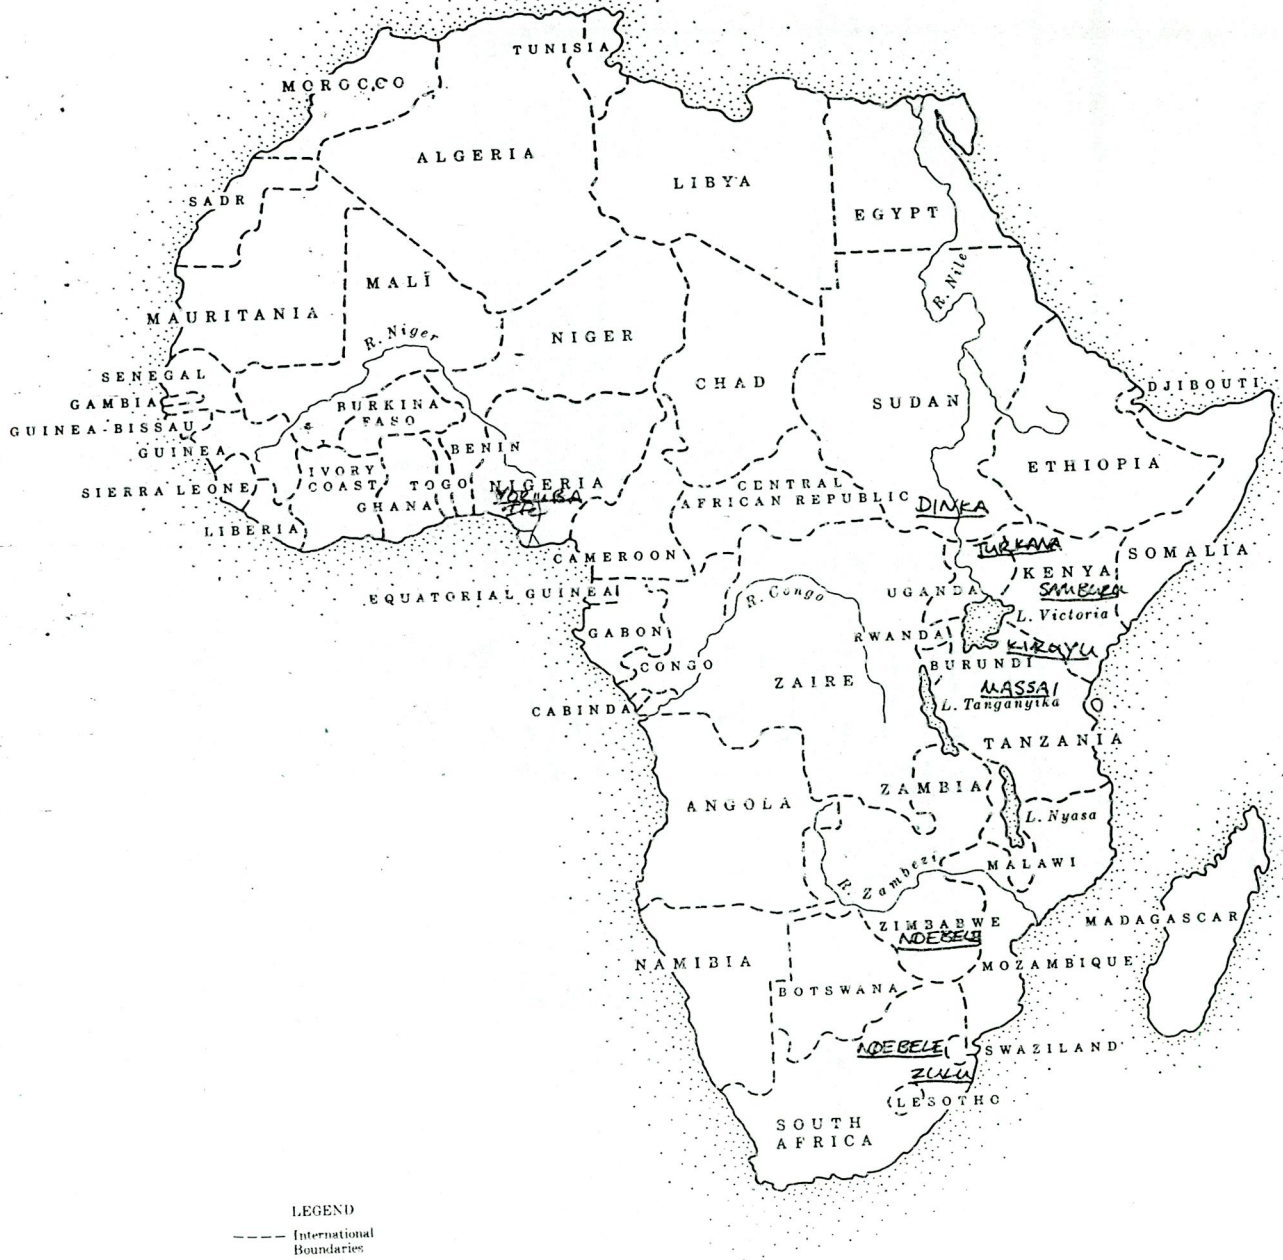 TUNISIA
MOROCCO
ALGERIA
LIBYA
SADR
EGYPT
R. Nile
MALI
MAURITANIA
R. Niger
NIGER
SENEGAL
CHAD
DJIBOUTI
GAMBIA
BURKINA
FASO
SUDAN
GUINEA-BISSAU
GUINEA
BENIN
ETHIOPIA
IVORY
COAST
TOGO
NIGERIA
CENTRAL
AFRICAN REPUBLIC
SIERRA LEONE
YORUBA
GHANA
DINKA
LIBERIA
TURKANA
CAMEROON
SOMALIA
KENYA
EQUATORIAL GUINEA
R. Congo
UGANDA
L. Victoria
GABON
RWANDA
KIKUYU
CONGO
BURUNDI
ZAIRE
MASSAI
CABINDA
L. Tanganyika
TANZANIA
ZAMBIA
ANGOLA
L. Nyasa
MALAWI
R. Zambezi
MADAGASCAR
ZIMBABWE
NDEBELE
NAMIBIA
MOZAMBIQUE
BOTSWANA
NDEBELE
SWAZILAND
ZULU
LESOTHO
SOUTH
AFRICA
LEGEND
International
Boundaries